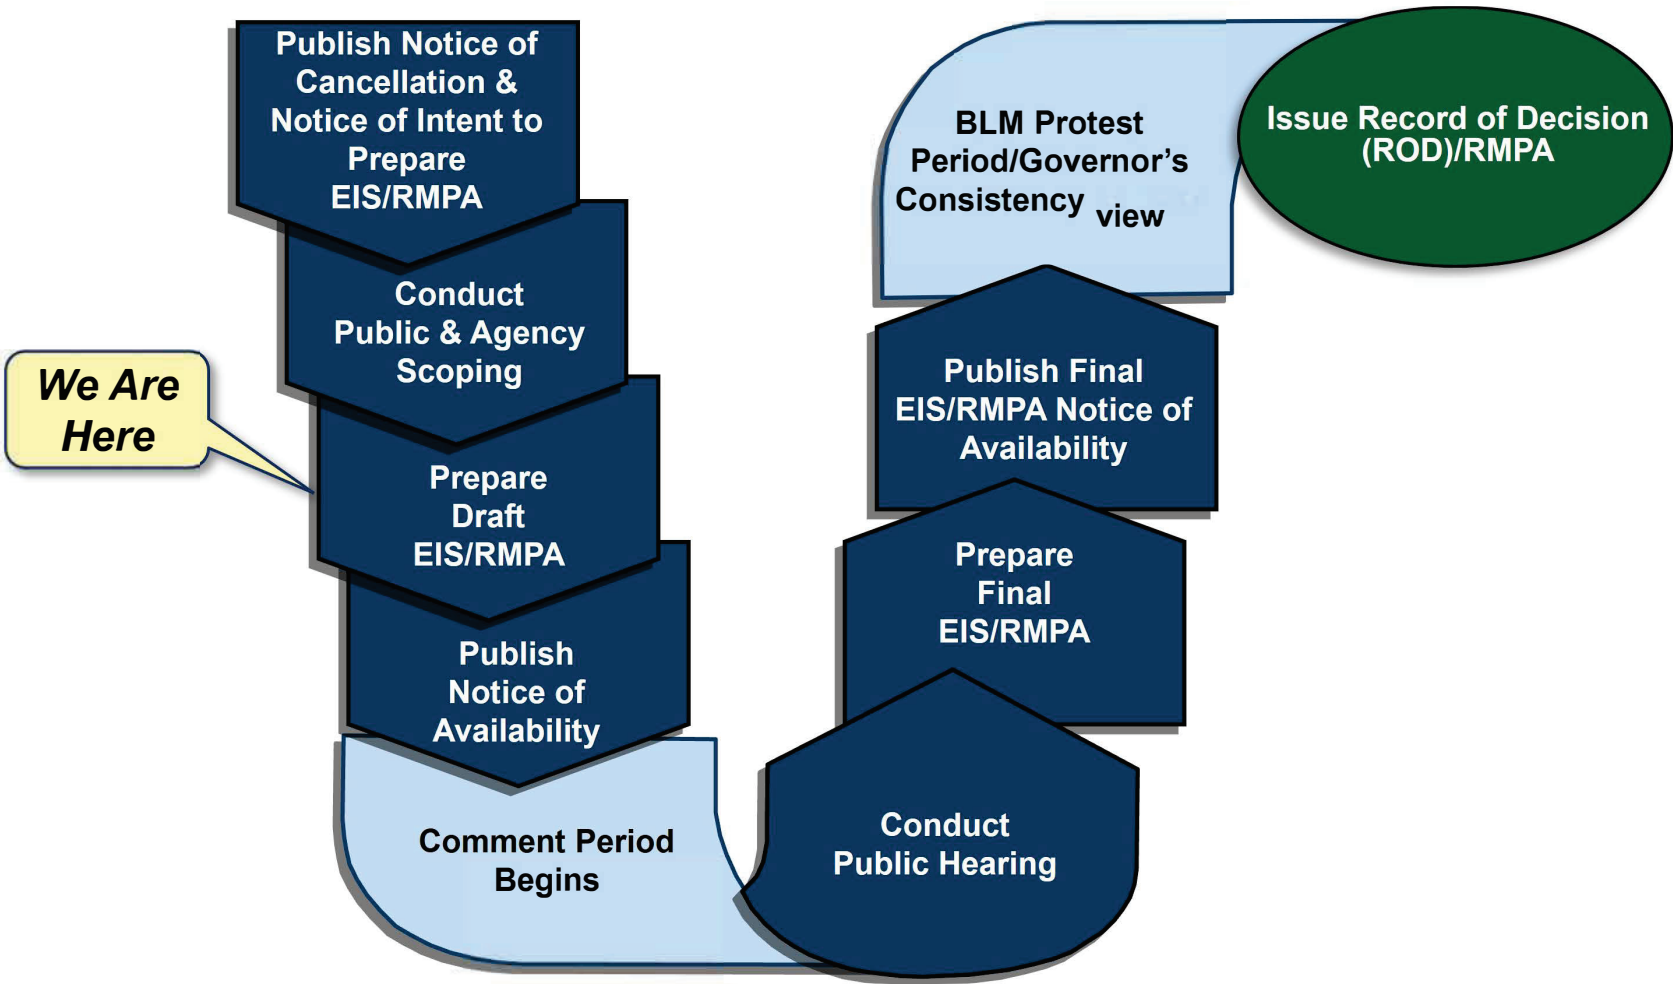 Publish Notice of
Cancellation &
Notice of Intent to
Prepare
EIS/RMPA
Conduct
Public & Agency
Scoping
We Are
Here
Prepare
Draft
EIS/RMPA
Publish
Notice of
Availability
Comment Period
Begins
Conduct
Public Hearing
Prepare
Final
EIS/RMPA
Publish Final
EIS/RMPA Notice of
Availability
BLM Protest
Period/Governor’s
Consistency view
Issue Record of Decision
(ROD)/RMPA